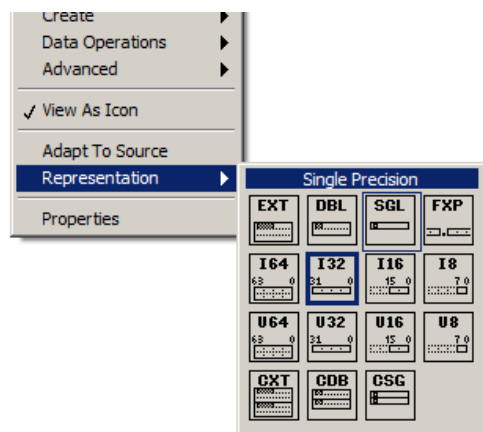 Create
Data Operations
Advanced
View As Icon
Adapt To Source
Representation
Properties
Single Precision
EXT DBL SGL FXP
I64 I32 I16 I8
63 0 31 0 15 0 7 0
U64 U32 U16 U8
63 0 31 0 15 0 7 0
CXT CDB CSG